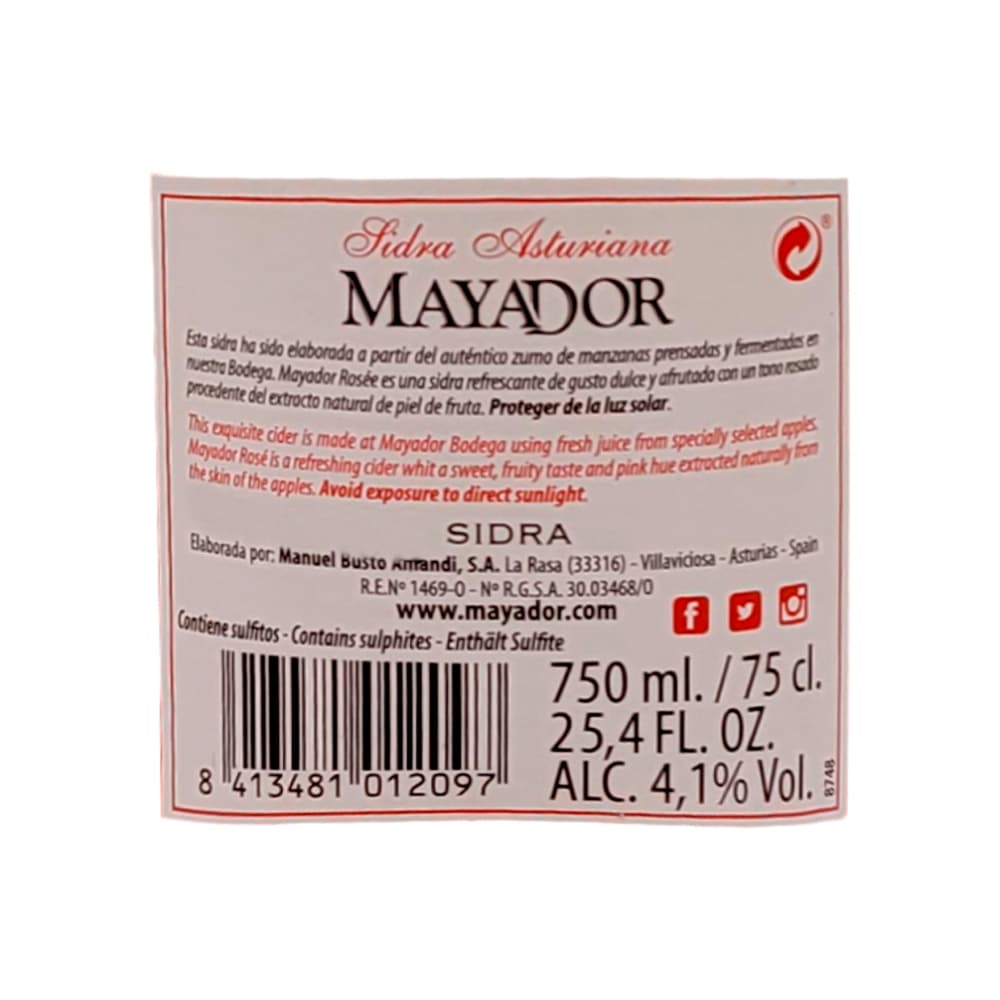 Sidra Asturiana
®
MAYADOR
Esta sidra ha sido elaborada a partir del auténtico zumo de manzanas prensadas y fermentadas en
nuestra Bodega. Mayador Rosée es una sidra refrescante de gusto dulce y afrutado con un tono rosado
procedente del extracto natural de piel de fruta. Proteger de la luz solar.
This exquisite cider is made at Mayador Bodega using fresh juice from specially selected apples.
Mayador Rosé is a refreshing cider whit a sweet, fruity taste and pink hue extracted naturally from
the skin of the apples. Avoid exposure to direct sunlight.
SIDRA
Elaborada por: Manuel Busto Amandi, S.A. La Rasa (33316) - Villaviciosa - Asturias - Spain
R.E.Nº 1469-O - Nº R.G.S.A. 30.03468/O
www.mayador.com
Contiene sulfitos - Contains sulphites - Enthält Sulfite
750 ml. / 75 cl.
25,4 FL. OZ.
ALC. 4,1% Vol.
8748
8 413481 012097